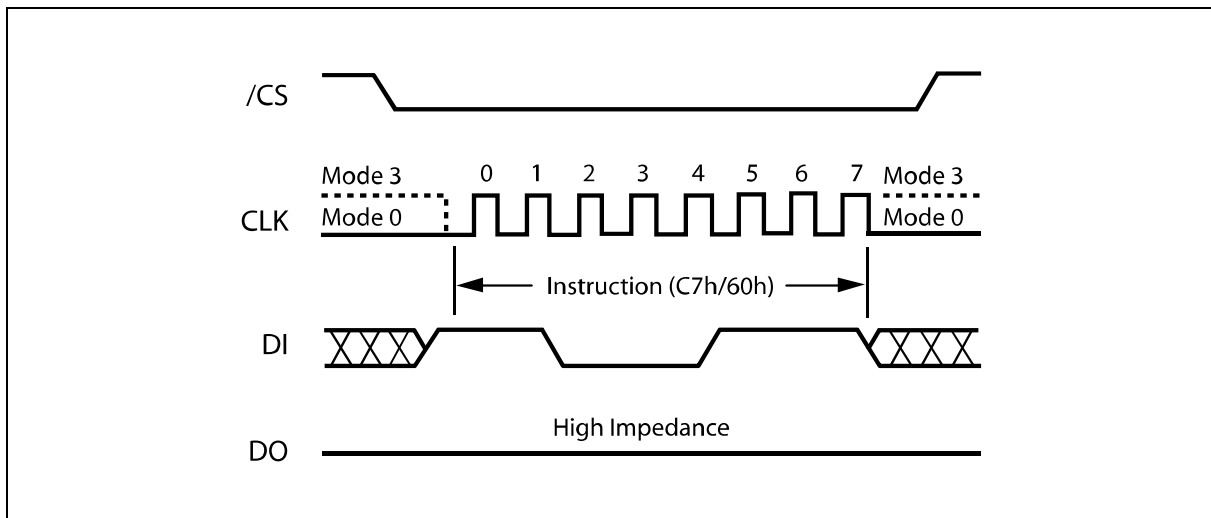 /CS
Mode 3
0 1 2 3 4 5 6 7
Mode 3
CLK
Mode 0
Mode 0
Instruction (C7h/60h)
DI
High Impedance
DO